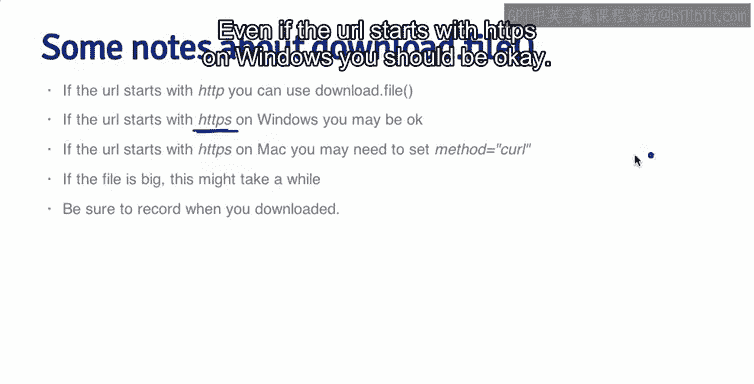 Some notes about download.file()
Even if the url starts with https
on Windows you should be okay.
· If the url starts with http you can use download.file()
· If the url starts with https on Windows you may be ok
· If the url starts with https on Mac you may need to set method="curl"
· If the file is big, this might take a while
· Be sure to record when you downloaded.